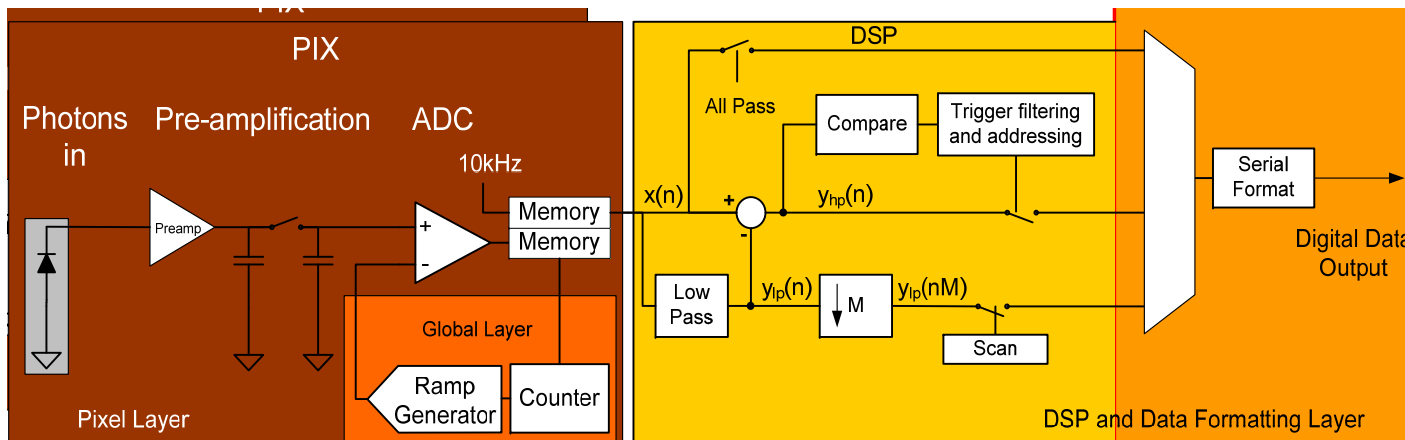 PIX
PIX
Photons
in
Pre-amplification
ADC
10kHz
Preamp
+
-
Memory
Memory
Global Layer
Ramp
Generator
Counter
Pixel Layer
DSP
All Pass
Compare
Trigger filtering
and addressing
x(n)
+
-
yhp(n)
Low
Pass
ylp(n)
M
ylp(nM)
Scan
Serial
Format
Digital Data
Output
DSP and Data Formatting Layer